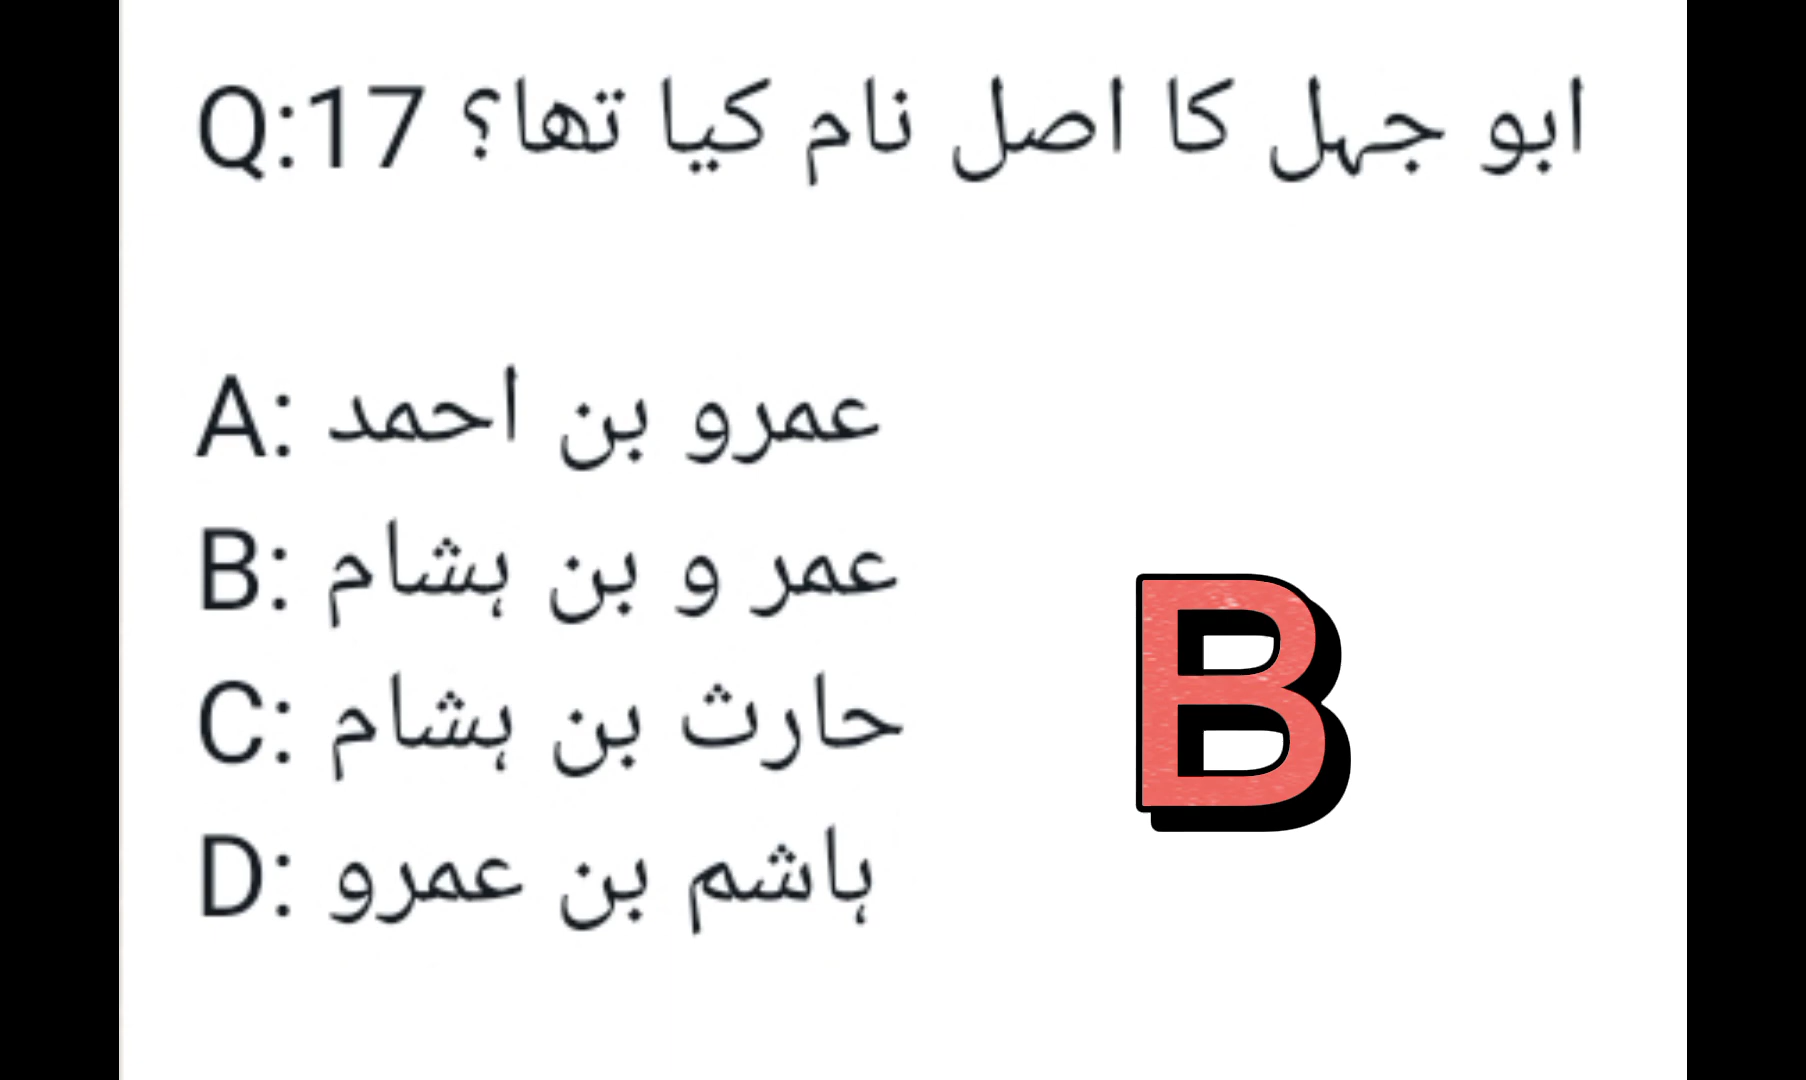 Q:17 ابو جہل کا اصل نام کیا تھا؟
A: عمرو بن احمد
B: عمر و بن ہشام
C: حارث بن ہشام
D: ہاشم بن عمرو
B